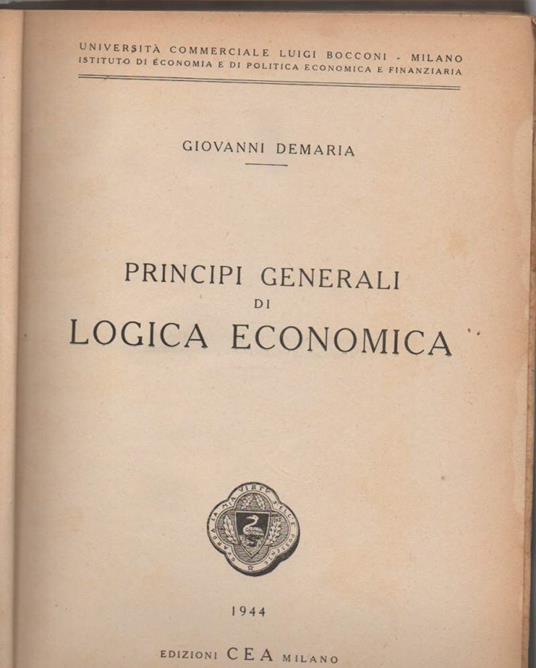 UNIVERSITÀ COMMERCIALE LUIGI BOCCONI - MILANO
ISTITUTO DI ECONOMIA E DI POLITICA ECONOMICA E FINANZIARIA
GIOVANNI DEMARIA
PRINCIPI GENERALI
DI
LOGICA ECONOMICA
1944
EDIZIONI CEA MILANO